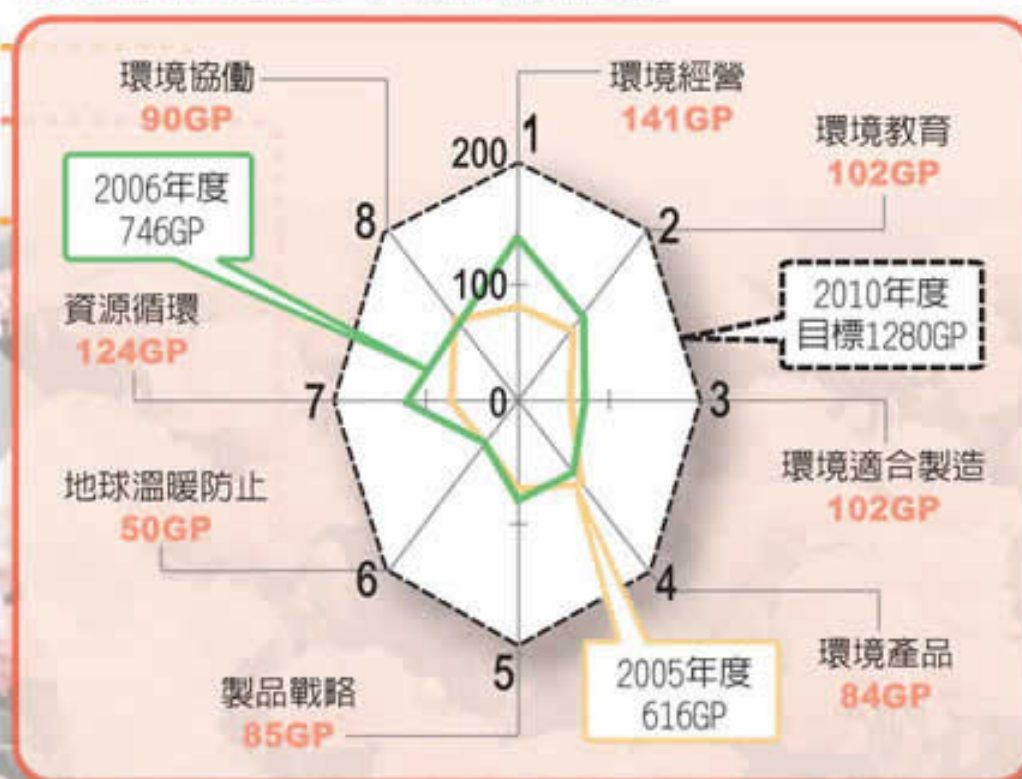 環境協働
90GP
環境經營
141GP
環境教育
102GP
2006年度
746GP
200
1
8
2
100
2010年度
目標1280GP
資源循環
124GP
7
0
3
地球溫暖防止
50GP
環境適合製造
102GP
6
4
5
製品戰略
85GP
2005年度
616GP
環境產品
84GP